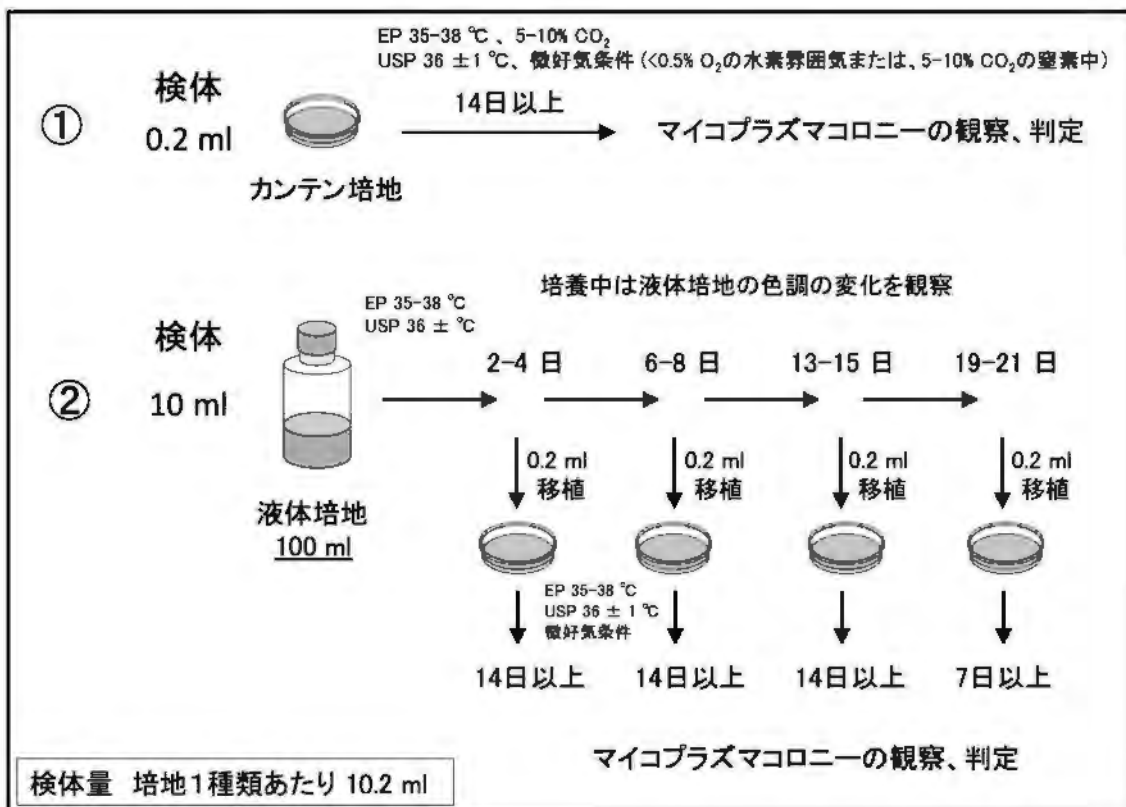 EP 35-38 ℃ 、 5-10% CO₂
USP 36 ±1 ℃、 微好気条件 (<0.5% O₂の水素雰囲気または、5-10% CO₂の窒素中)
① 検体 0.2 ml
14日以上
マイコプラズマコロニーの観察、判定
カンテン培地
培養中は液体培地の色調の変化を観察
EP 35-38 ℃
USP 36 ± ℃
② 検体 10 ml
2-4 日 6-8 日 13-15 日 19-21 日
0.2 ml 0.2 ml 0.2 ml 0.2 ml
移植 移植 移植 移植
液体培地
100 ml
EP 35-38 ℃
USP 36 ± 1 ℃
微好気条件
14日以上 14日以上 14日以上 7日以上
マイコプラズマコロニーの観察、判定
検体量 培地1種類あたり 10.2 ml